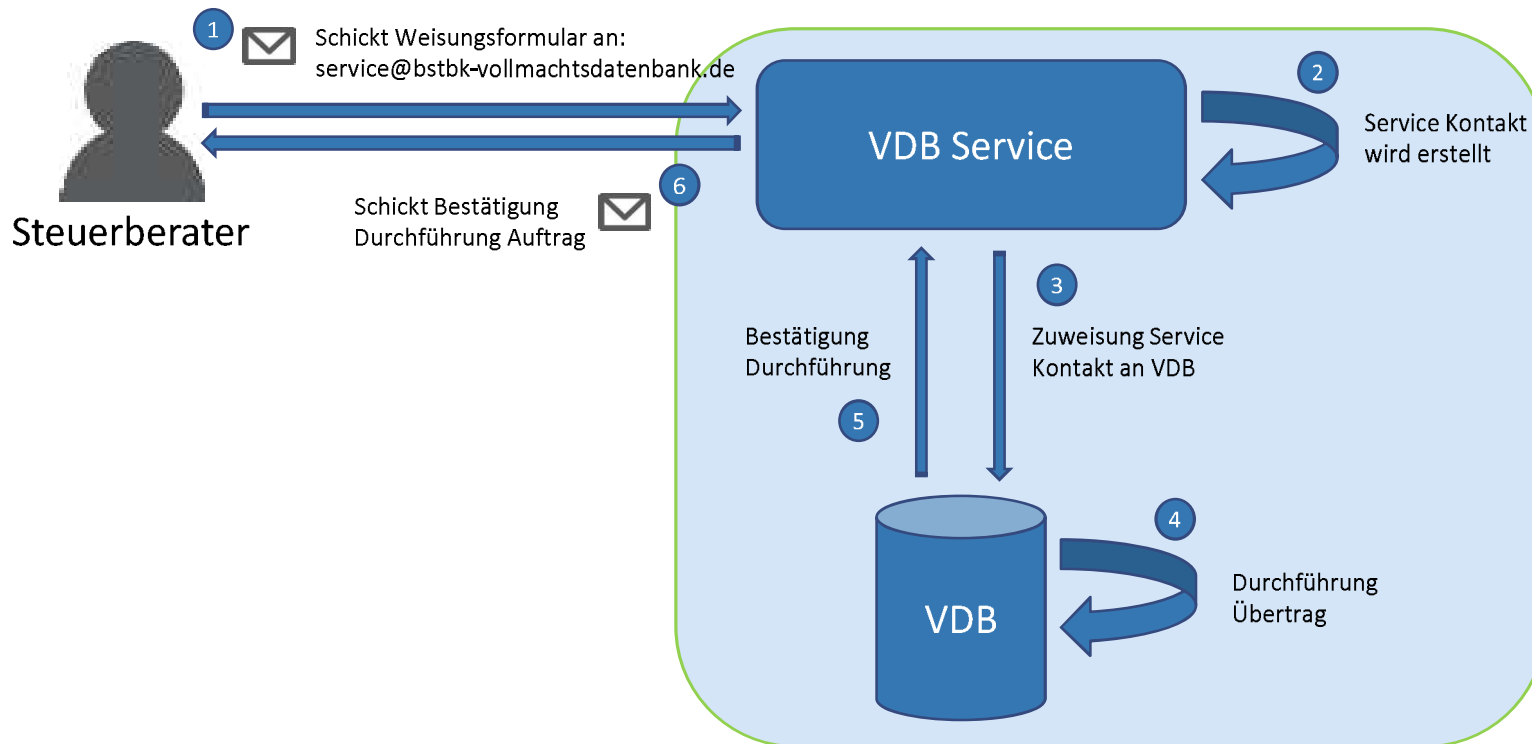 1
Schickt Weisungsformular an:
service@bstbk-vollmachtsdatenbank.de
Steuerberater
VDB Service
2
Service Kontakt
wird erstellt
6
Schickt Bestätigung
Durchführung Auftrag
3
Zuweisung Service
Kontakt an VDB
Bestätigung
Durchführung
5
4
Durchführung
Übertrag
VDB